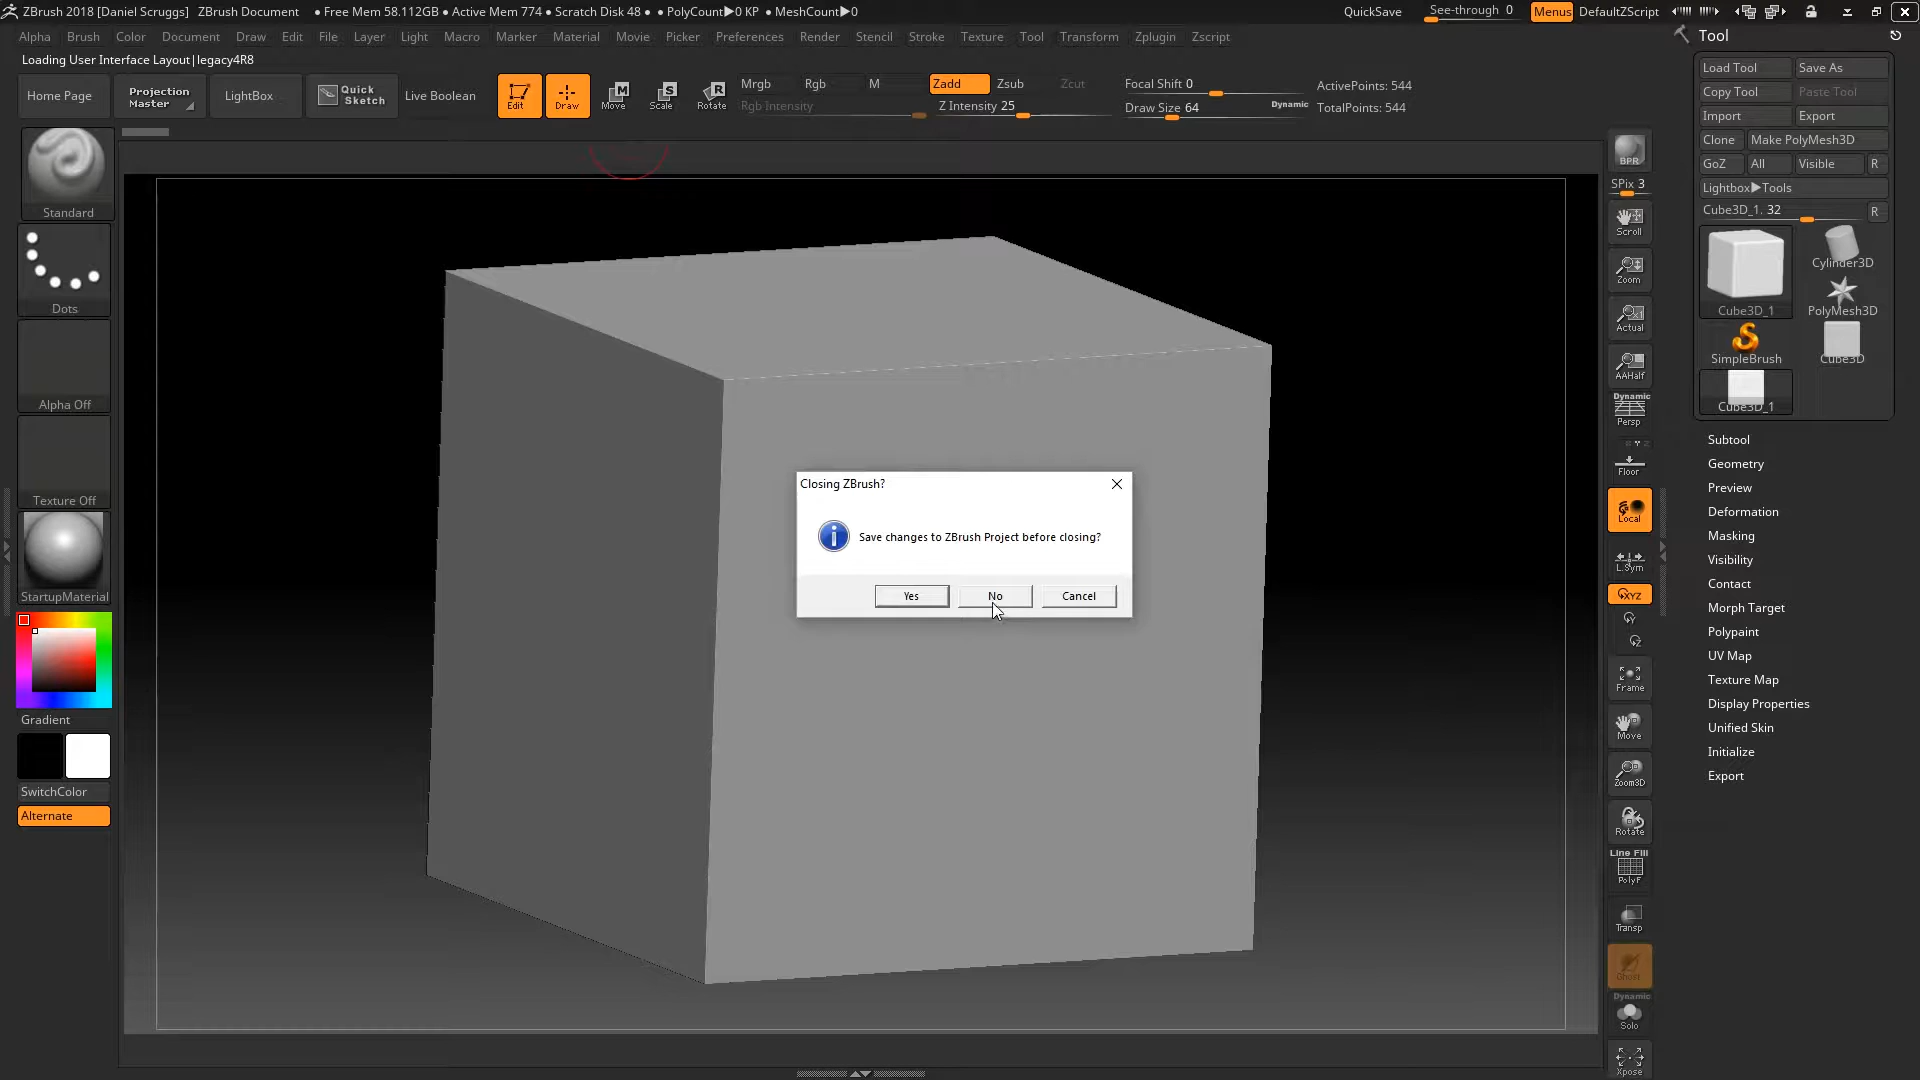 ZBrush 2018 [Daniel Scruggs] ZBrush Document • Free Mem 58.112GB • Active Mem 774 • Scratch Disk 48 • • PolyCount▶0 KP • MeshCount▶0 QuickSave See-through 0 Menus DefaultZScript
Alpha Brush Color Document Draw Edit File Layer Light Macro Marker Material Movie Picker Preferences Render Stencil Stroke Texture Tool Transform Zplugin Zscript
Loading User Interface Layout|legacy4R8
Home Page
Projection Master
LightBox
Quick Sketch
Live Boolean
Edit
Draw
Move
Scale
Rotate
Mrgb Rgb M Zadd Zsub Zcut
Rgb Intensity Z Intensity 25
Focal Shift 0
Draw Size 64 Dynamic
ActivePoints: 544
TotalPoints: 544
Standard
Dots
Alpha Off
Texture Off
StartupMaterial
Gradient
SwitchColor
Alternate
Closing ZBrush?
Save changes to ZBrush Project before closing?
Yes No Cancel
BPR
SPix 3
Scroll
Zoom
Actual
AAHalf
Dynamic
Persp
Floor
Local
L.Sym
XYZ
Y
Z
Frame
Move
Zoom3D
Rotate
Line Fill
PolyF
Transp
Ghost
Dynamic
Solo
Xpose
Tool
Load Tool Save As
Copy Tool Paste Tool
Import Export
Clone Make PolyMesh3D
GoZ All Visible R
Lightbox▶Tools
Cube3D_1. 32 R
Cube3D_1
Cylinder3D
PolyMesh3D
SimpleBrush
Cube3D
Cube3D_1
Subtool
Geometry
Preview
Deformation
Masking
Visibility
Contact
Morph Target
Polypaint
UV Map
Texture Map
Display Properties
Unified Skin
Initialize
Export